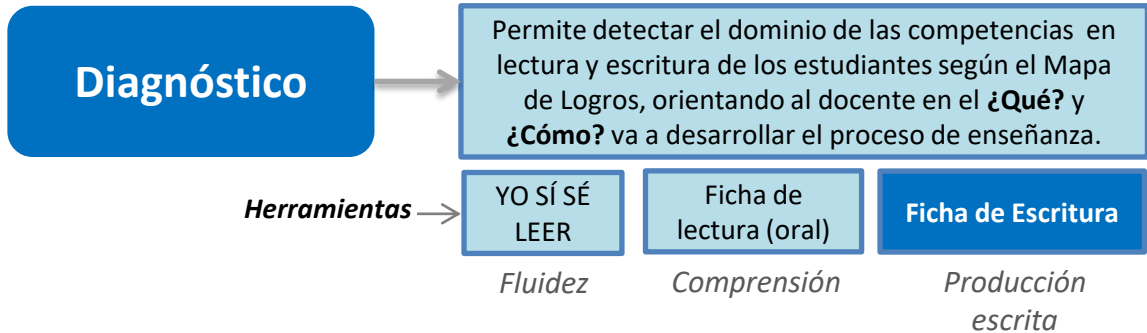 Diagnóstico
Permite detectar el dominio de las competencias en
lectura y escritura de los estudiantes según el Mapa
de Logros, orientando al docente en el ¿Qué? y
¿Cómo? va a desarrollar el proceso de enseñanza.
Herramientas
YO SÍ SÉ
LEER
Ficha de
lectura (oral)
Ficha de Escritura
Fluidez
Comprensión
Producción
escrita